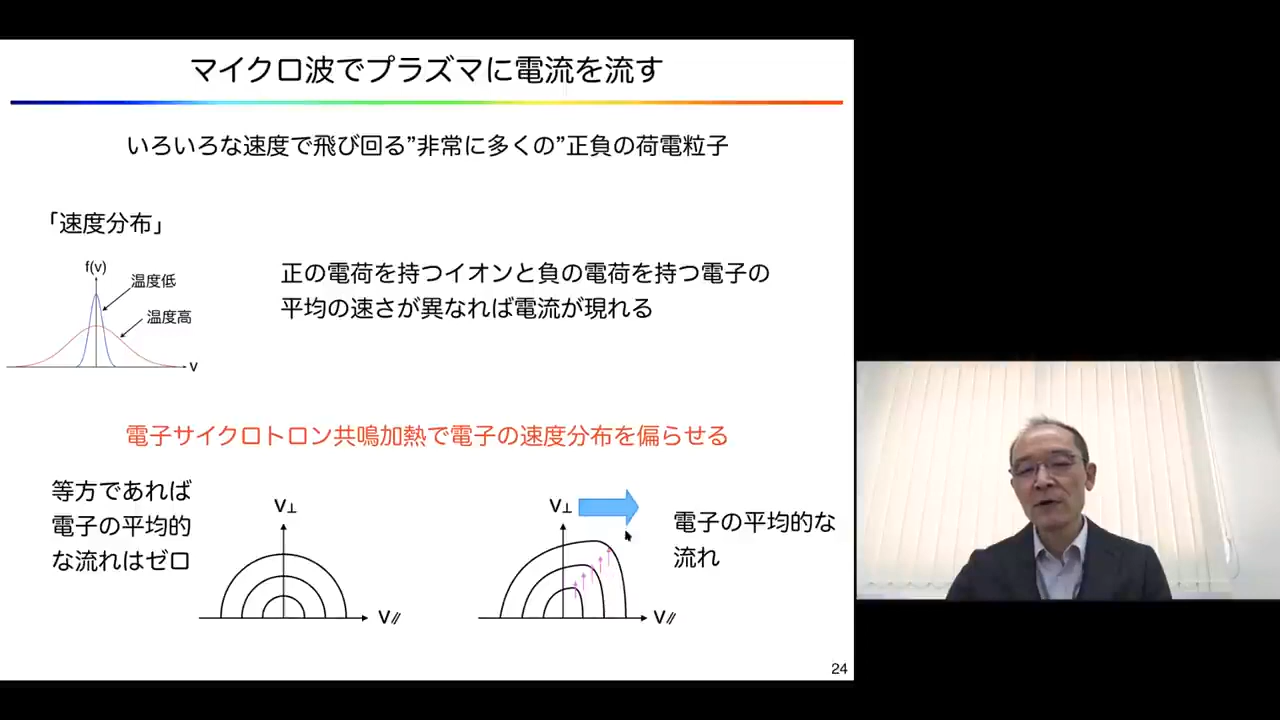 マイクロ波でプラズマに電流を流す
いろいろな速度で飛び回る”非常に多くの”正負の荷電粒子
「速度分布」
f(v)
温度低
温度高
v
正の電荷を持つイオンと負の電荷を持つ電子の
平均の速さが異なれば電流が現れる
電子サイクロトロン共鳴加熱で電子の速度分布を偏らせる
等方であれば
電子の平均的
な流れはゼロ
V⊥
V∥
V⊥
V∥
電子の平均的な
流れ
24